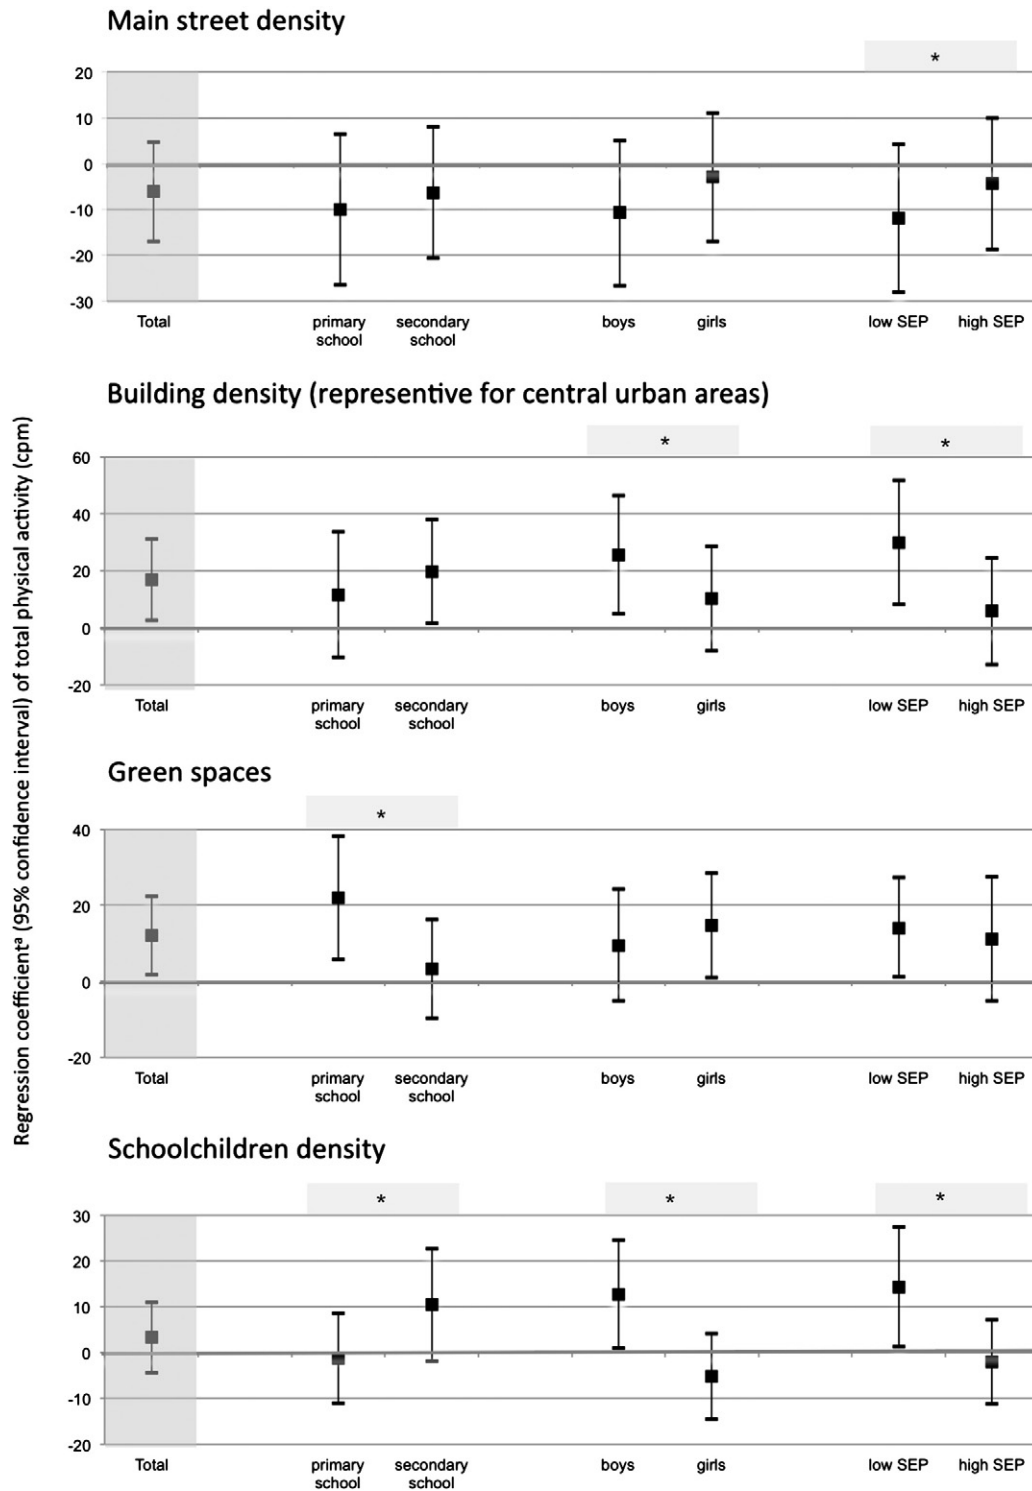 Main street density
*
20
10
0
-10
-20
-30
Total
primary school
secondary school
boys
girls
low SEP
high SEP
Building density (representive for central urban areas)
*
*
60
40
20
0
-20
Total
primary school
secondary school
boys
girls
low SEP
high SEP
Regression coefficientª (95% confidence interval) of total physical activity (cpm)
Green spaces
*
40
20
0
-20
Total
primary school
secondary school
boys
girls
low SEP
high SEP
Schoolchildren density
*
*
*
30
20
10
0
-10
-20
Total
primary school
secondary school
boys
girls
low SEP
high SEP